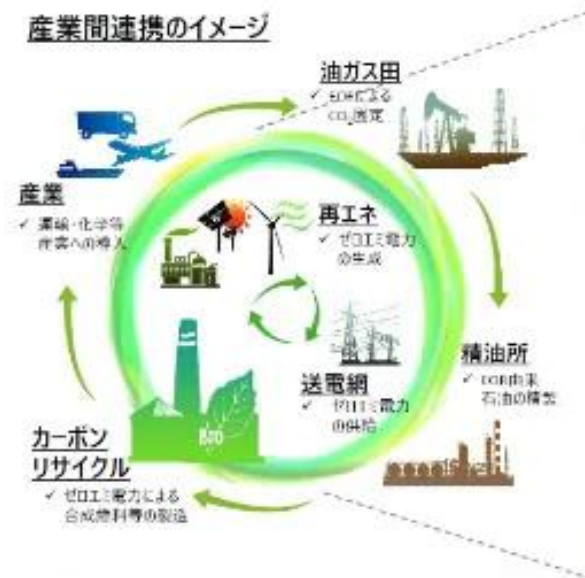 産業間連携のイメージ
油ガス田
✓ EORによる
CO₂固定
産業
✓ 運輸・化学等
産業への導入
再エネ
✓ ゼロエミ電力
の生成
精油所
✓ EOR由来
石油の精製
送電網
✓ ゼロエミ電力
の供給
Bio
カーボン
リサイクル
✓ ゼロエミ電力による
合成燃料等の製造